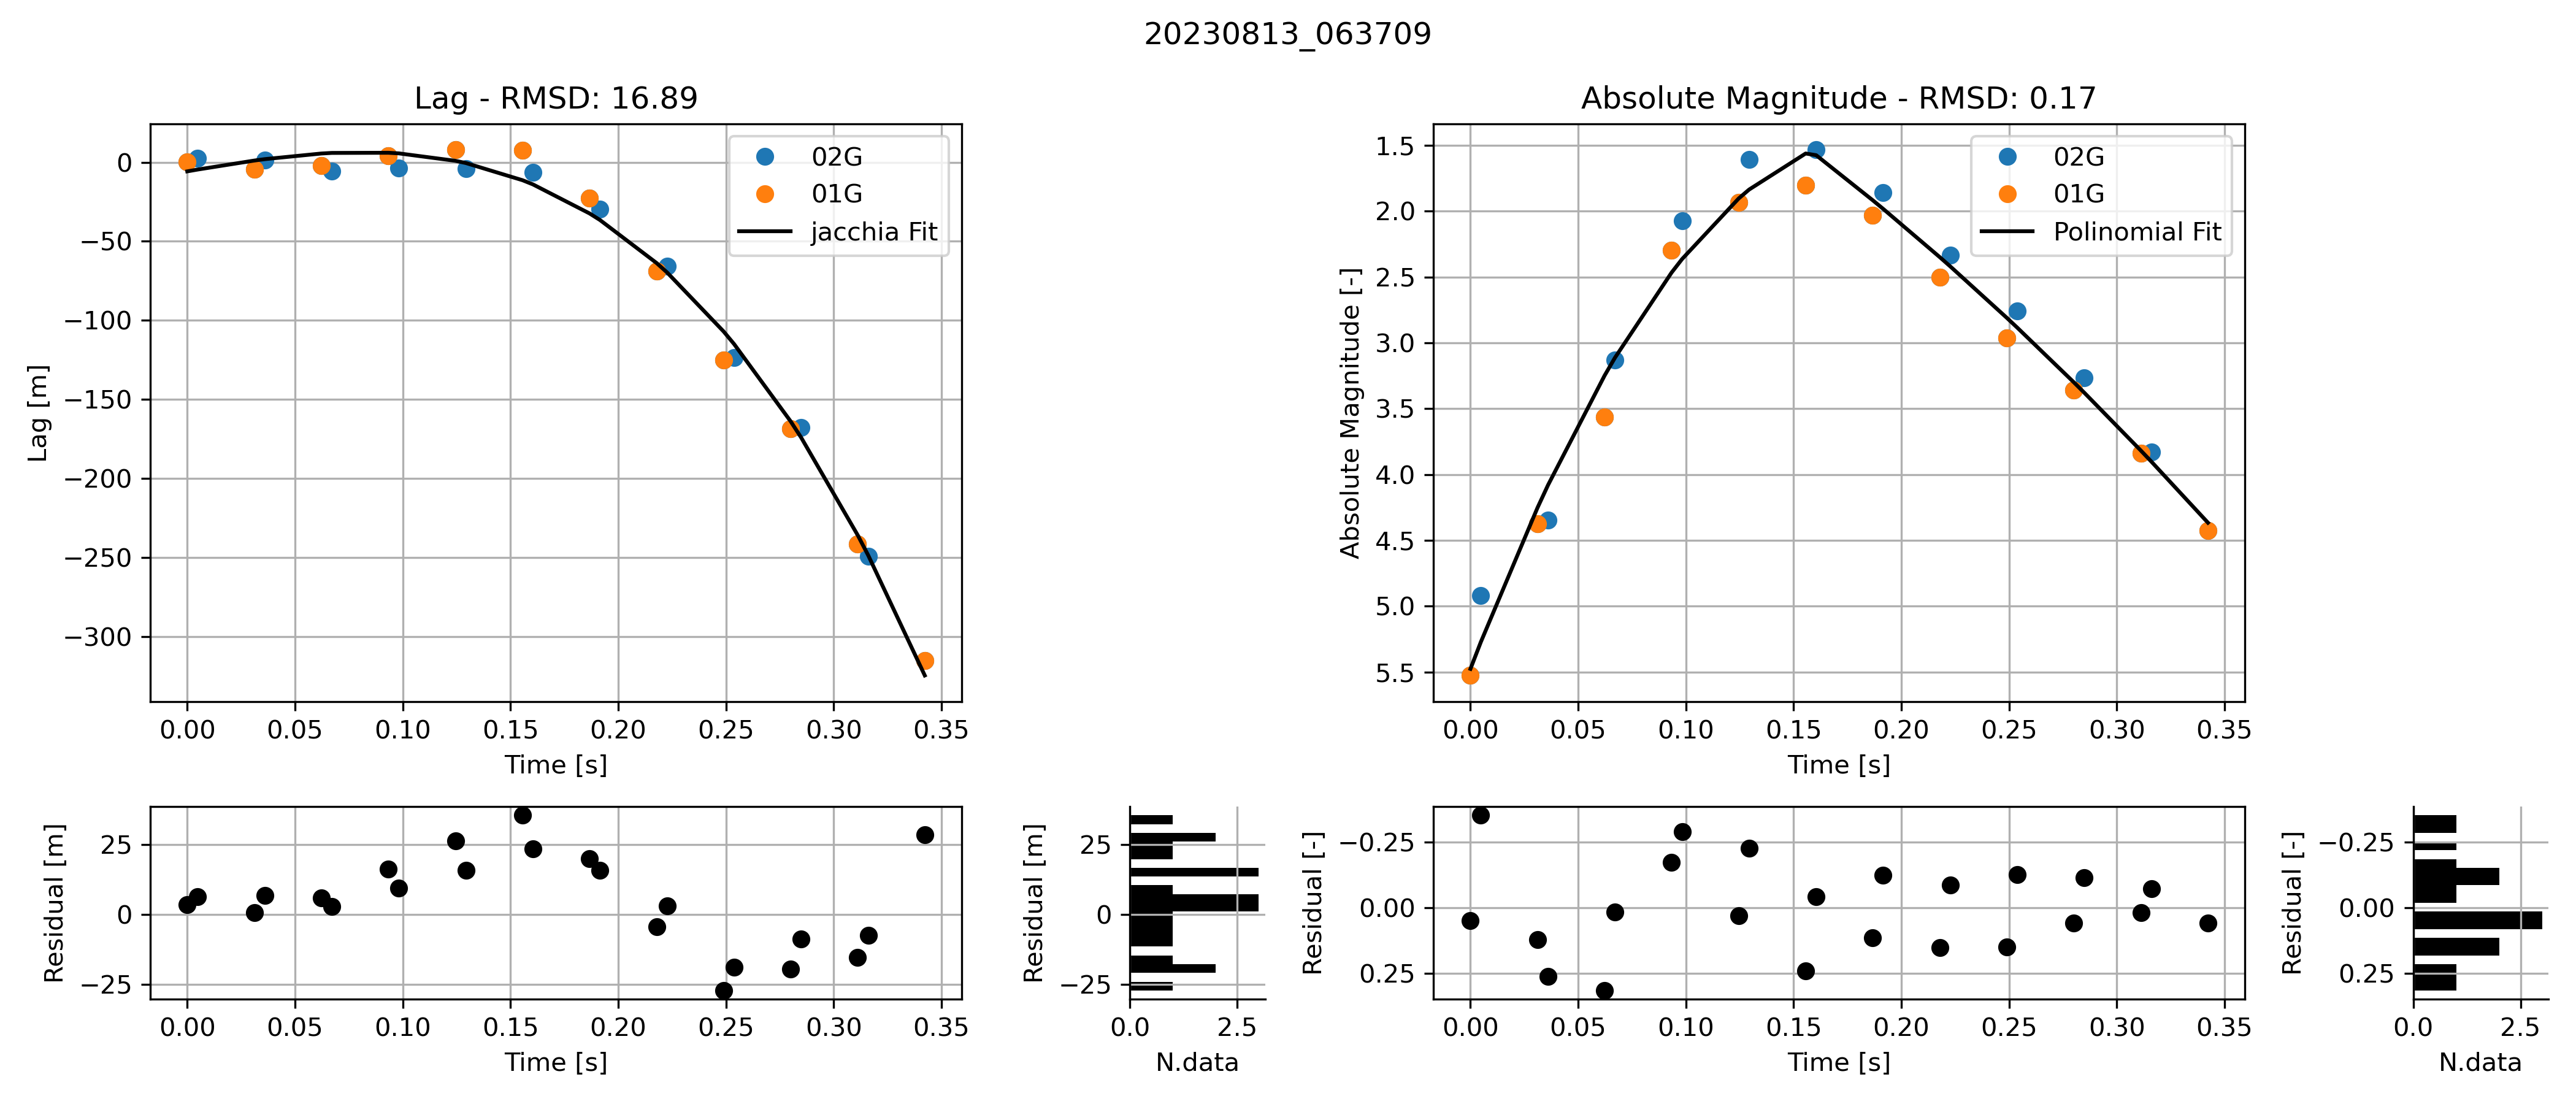 20230813_063709
Lag - RMSD: 16.89
Lag [m]
0
−50
−100
−150
−200
−250
−300
02G
01G
jacchia Fit
0.00 0.05 0.10 0.15 0.20 0.25 0.30 0.35
Time [s]
Absolute Magnitude - RMSD: 0.17
Absolute Magnitude [-]
1.5
2.0
2.5
3.0
3.5
4.0
4.5
5.0
5.5
02G
01G
Polinomial Fit
0.00 0.05 0.10 0.15 0.20 0.25 0.30 0.35
Time [s]
Residual [m]
25
0
−25
0.00 0.05 0.10 0.15 0.20 0.25 0.30 0.35
Time [s]
Residual [m]
25
0
−25
0.0 2.5
N.data
Residual [-]
−0.25
0.00
0.25
0.00 0.05 0.10 0.15 0.20 0.25 0.30 0.35
Time [s]
Residual [-]
−0.25
0.00
0.25
0.0 2.5
N.data